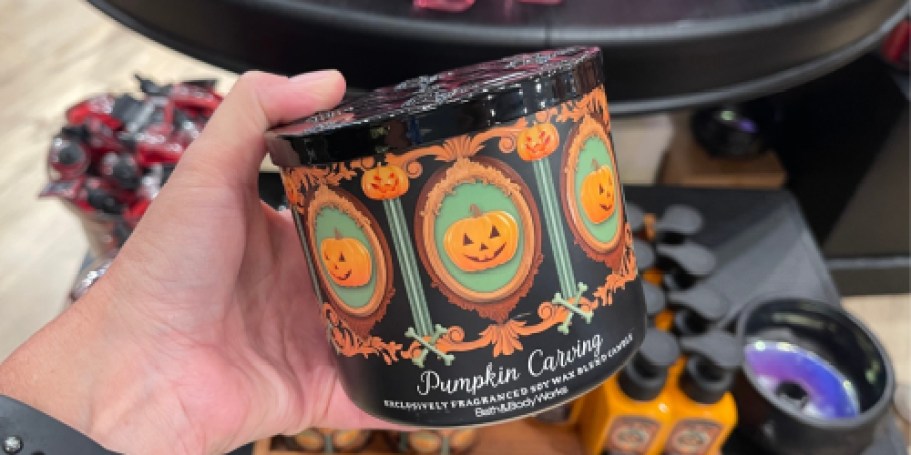 Pumpkin Carving
EXCLUSIVELY FRAGRANCED SOY WAX BLEND CANDLE
Bath&BodyWorks